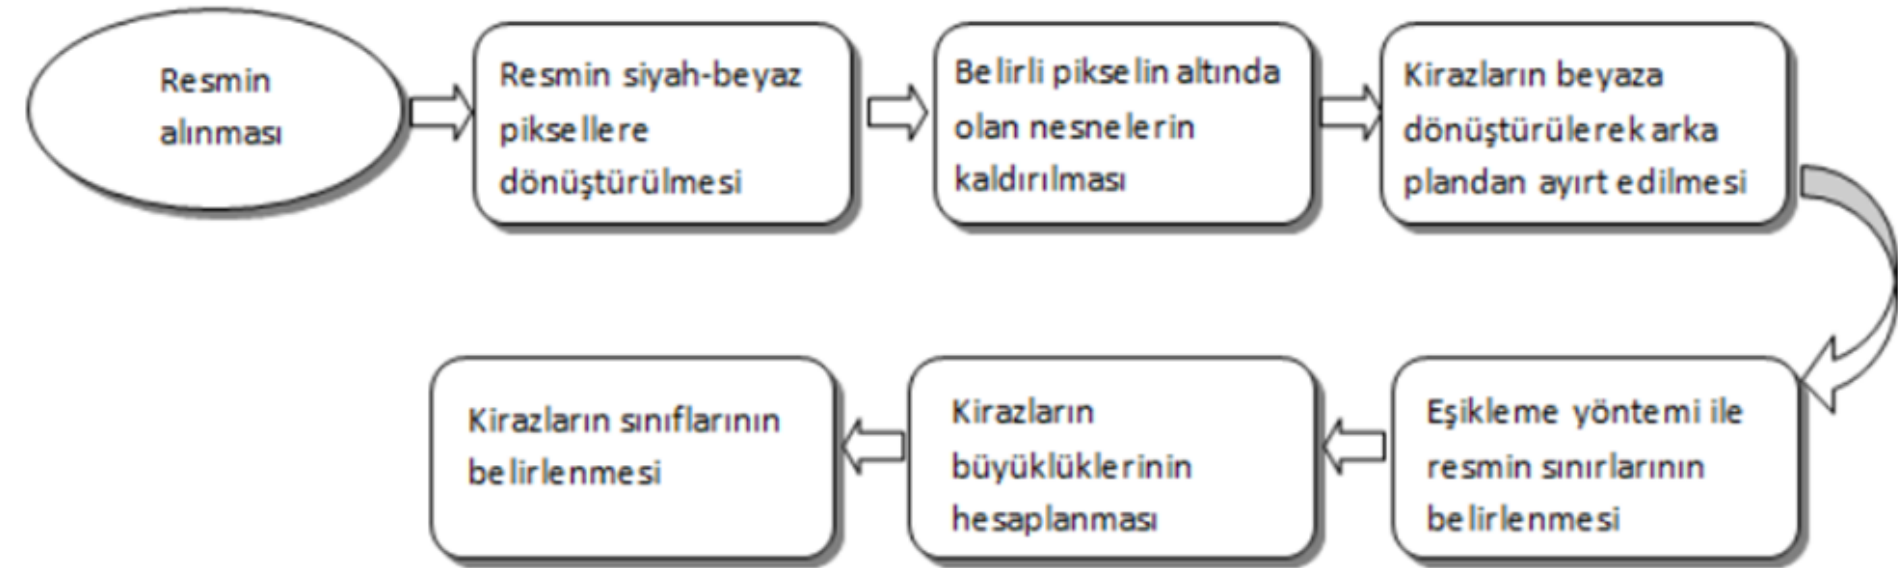 Resmin
alınması
Resmin siyah-beyaz
piksellere
dönüştürülmesi
Belirli pikselin altında
olan nesnelerin
kaldırılması
Kirazların beyaza
dönüştürülerek arka
plandan ayırt edilmesi
Eşikleme yöntemi ile
resmin sınırlarının
belirlenmesi
Kirazların
büyüklüklerinin
hesaplanması
Kirazların sınıflarının
belirlenmesi